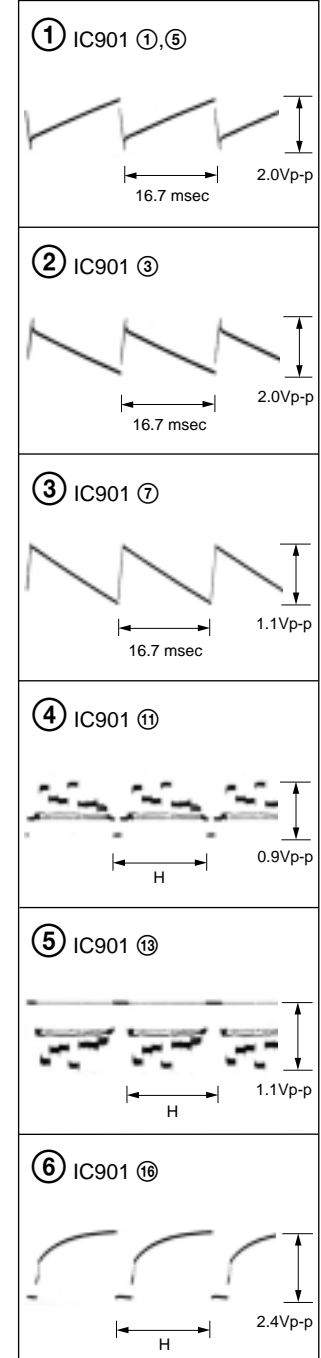 ① IC901 ①,⑤
2.0Vp-p
16.7 msec
② IC901 ③
2.0Vp-p
16.7 msec
③ IC901 ⑦
1.1Vp-p
16.7 msec
④ IC901 ⑪
0.9Vp-p
H
⑤ IC901 ⑬
1.1Vp-p
H
⑥ IC901 ⑯
2.4Vp-p
H